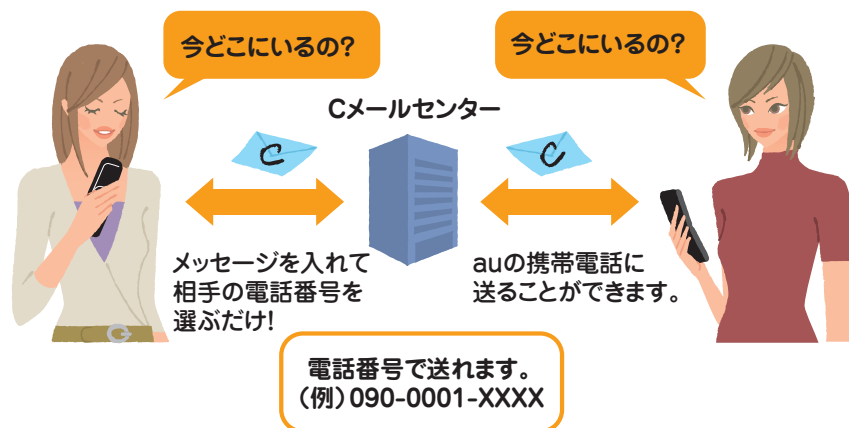 今どこにいるの?
今どこにいるの?
Cメールセンター
C
C
メッセージを入れて
相手の電話番号を
選ぶだけ!
auの携帯電話に
送ることができます。
電話番号で送れます。
(例)090-0001-XXXX